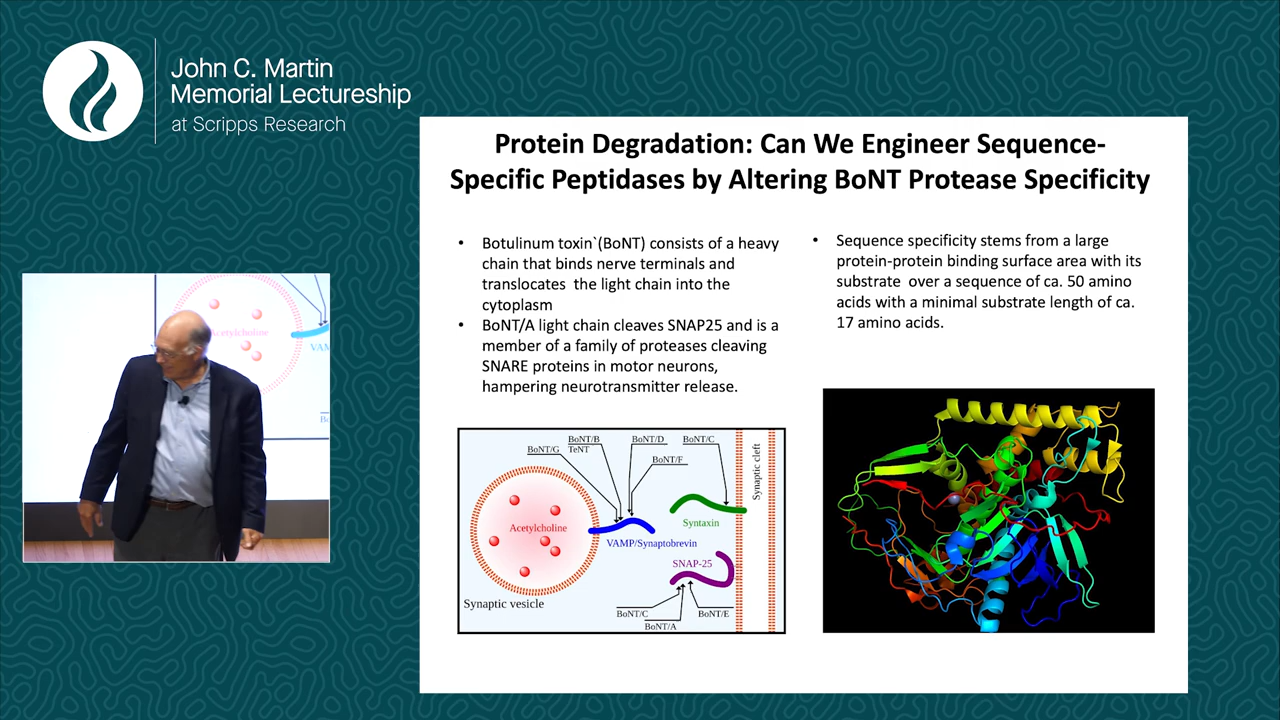 John C. Martin
Memorial Lectureship
at Scripps Research
Protein Degradation: Can We Engineer Sequence-
Specific Peptidases by Altering BoNT Protease Specificity
• Botulinum toxin`(BoNT) consists of a heavy
chain that binds nerve terminals and
translocates the light chain into the
cytoplasm
• BoNT/A light chain cleaves SNAP25 and is a
member of a family of proteases cleaving
SNARE proteins in motor neurons,
hampering neurotransmitter release.
• Sequence specificity stems from a large
protein-protein binding surface area with its
substrate over a sequence of ca. 50 amino
acids with a minimal substrate length of ca.
17 amino acids.
BoNT/G
BoNT/B
TeNT
BoNT/D
BoNT/C
BoNT/F
Synaptic cleft
Acetylcholine
Syntaxin
VAMP/Synaptobrevin
SNAP-25
Synaptic vesicle
BoNT/C
BoNT/A
BoNT/E
Acetylcholine
VAM